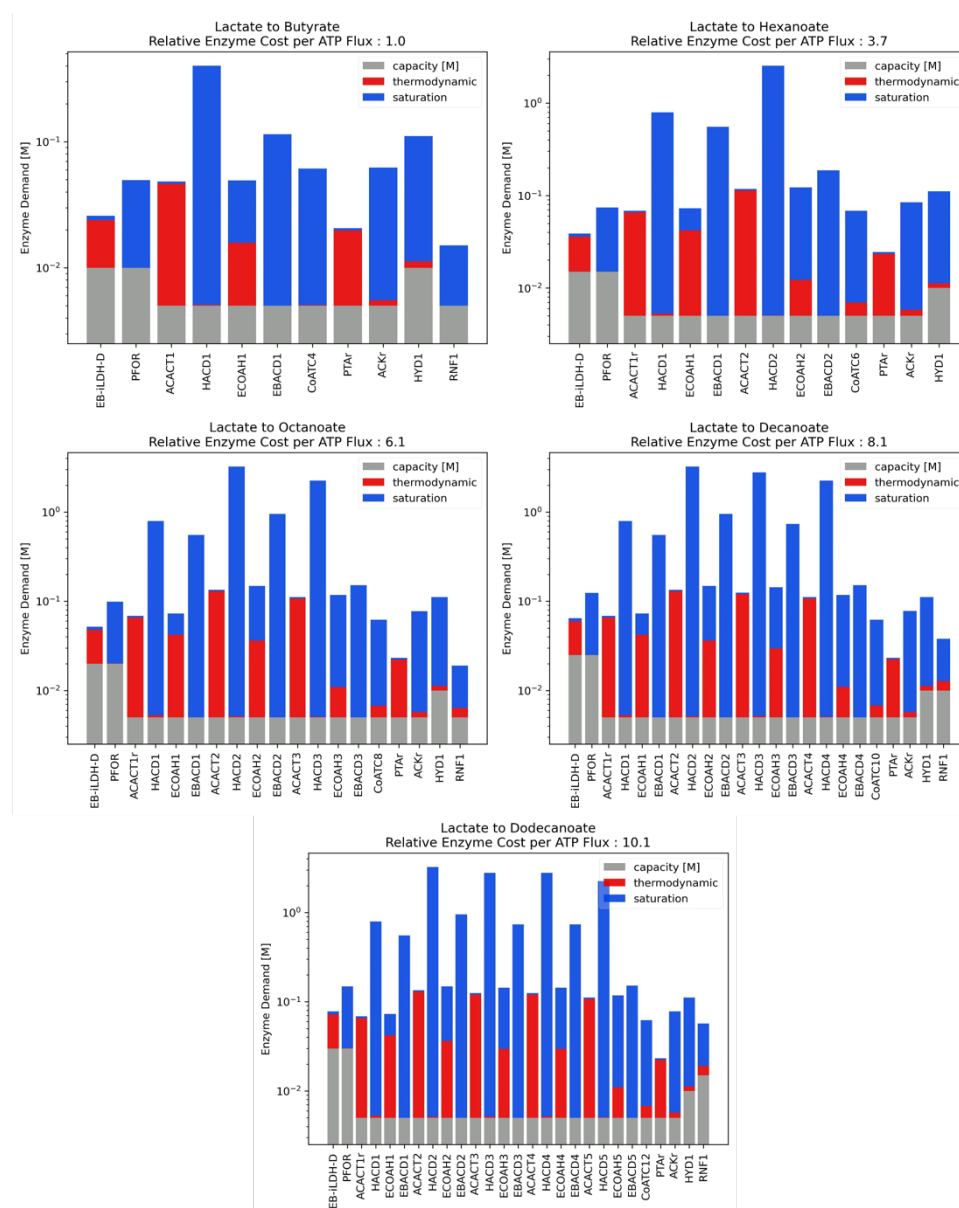 Lactate to Butyrate
Relative Enzyme Cost per ATP Flux : 1.0
capacity [M]
thermodynamic
saturation
Enzyme Demand [M]
10⁻¹
10⁻²
EB-iLDH-D
PFOR
ACACT1
HACD1
ECOAH1
EBACD1
CoATC4
PTAr
ACKr
HYD1
RNF1
Lactate to Hexanoate
Relative Enzyme Cost per ATP Flux : 3.7
capacity [M]
thermodynamic
saturation
Enzyme Demand [M]
10⁰
10⁻¹
10⁻²
EB-iLDH-D
PFOR
ACACT1r
HACD1
ECOAH1
EBACD1
ACACT2
HACD2
ECOAH2
EBACD2
CoATC6
PTAr
ACKr
HYD1
Lactate to Octanoate
Relative Enzyme Cost per ATP Flux : 6.1
capacity [M]
thermodynamic
saturation
Enzyme Demand [M]
10⁰
10⁻¹
10⁻²
EB-iLDH-D
PFOR
ACACT1r
HACD1
ECOAH1
EBACD1
ACACT2
HACD2
ECOAH2
EBACD2
ACACT3
HACD3
ECOAH3
EBACD3
CoATC8
PTAr
ACKr
HYD1
RNF1
Lactate to Decanoate
Relative Enzyme Cost per ATP Flux : 8.1
capacity [M]
thermodynamic
saturation
Enzyme Demand [M]
10⁰
10⁻¹
10⁻²
EB-iLDH-D
PFOR
ACACT1r
HACD1
ECOAH1
EBACD1
ACACT2
HACD2
ECOAH2
EBACD2
ACACT3
HACD3
ECOAH3
EBACD3
ACACT4
HACD4
ECOAH4
EBACD4
CoATC10
PTAr
ACKr
HYD1
RNF1
Lactate to Dodecanoate
Relative Enzyme Cost per ATP Flux : 10.1
capacity [M]
thermodynamic
saturation
Enzyme Demand [M]
10⁰
10⁻¹
10⁻²
EB-iLDH-D
PFOR
ACACT1r
HACD1
ECOAH1
EBACD1
ACACT2
HACD2
ECOAH2
EBACD2
ACACT3
HACD3
ECOAH3
EBACD3
ACACT4
HACD4
ECOAH4
EBACD4
ACACT5
HACD5
ECOAH5
EBACD5
CoATC12
PTAr
ACKr
HYD1
RNF1